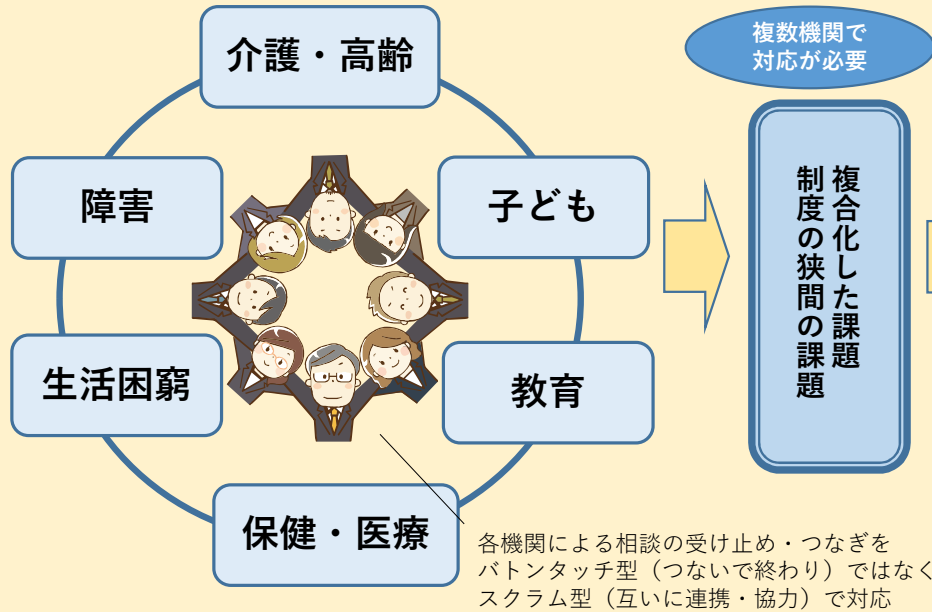 介護・高齢
複数機関で
対応が必要
障害
子ども
複合化した課題
制度の狭間の課題
生活困窮
教育
保健・医療
各機関による相談の受け止め・つなぎを
バトンタッチ型（つないで終わり）ではなく
スクラム型（互いに連携・協力）で対応